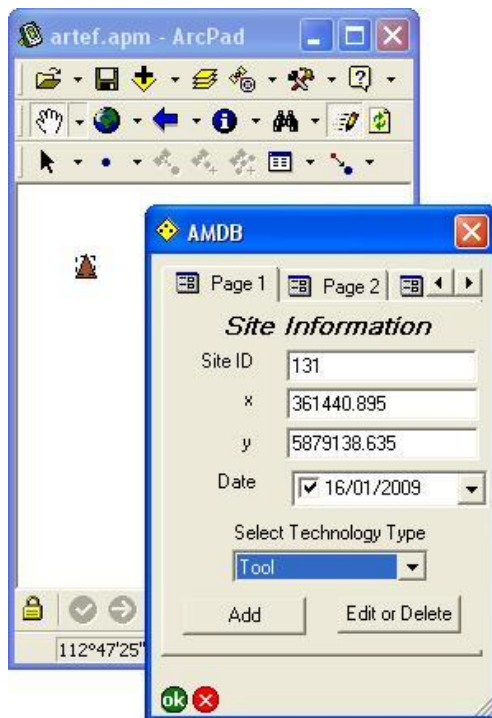 artef.apm - ArcPad
AMDB
Page 1 Page 2
Site Information
Site ID 131
x 361440.895
y 5879138.635
Date 16/01/2009
Select Technology Type
Tool
Add Edit or Delete
112°47'25"
ok